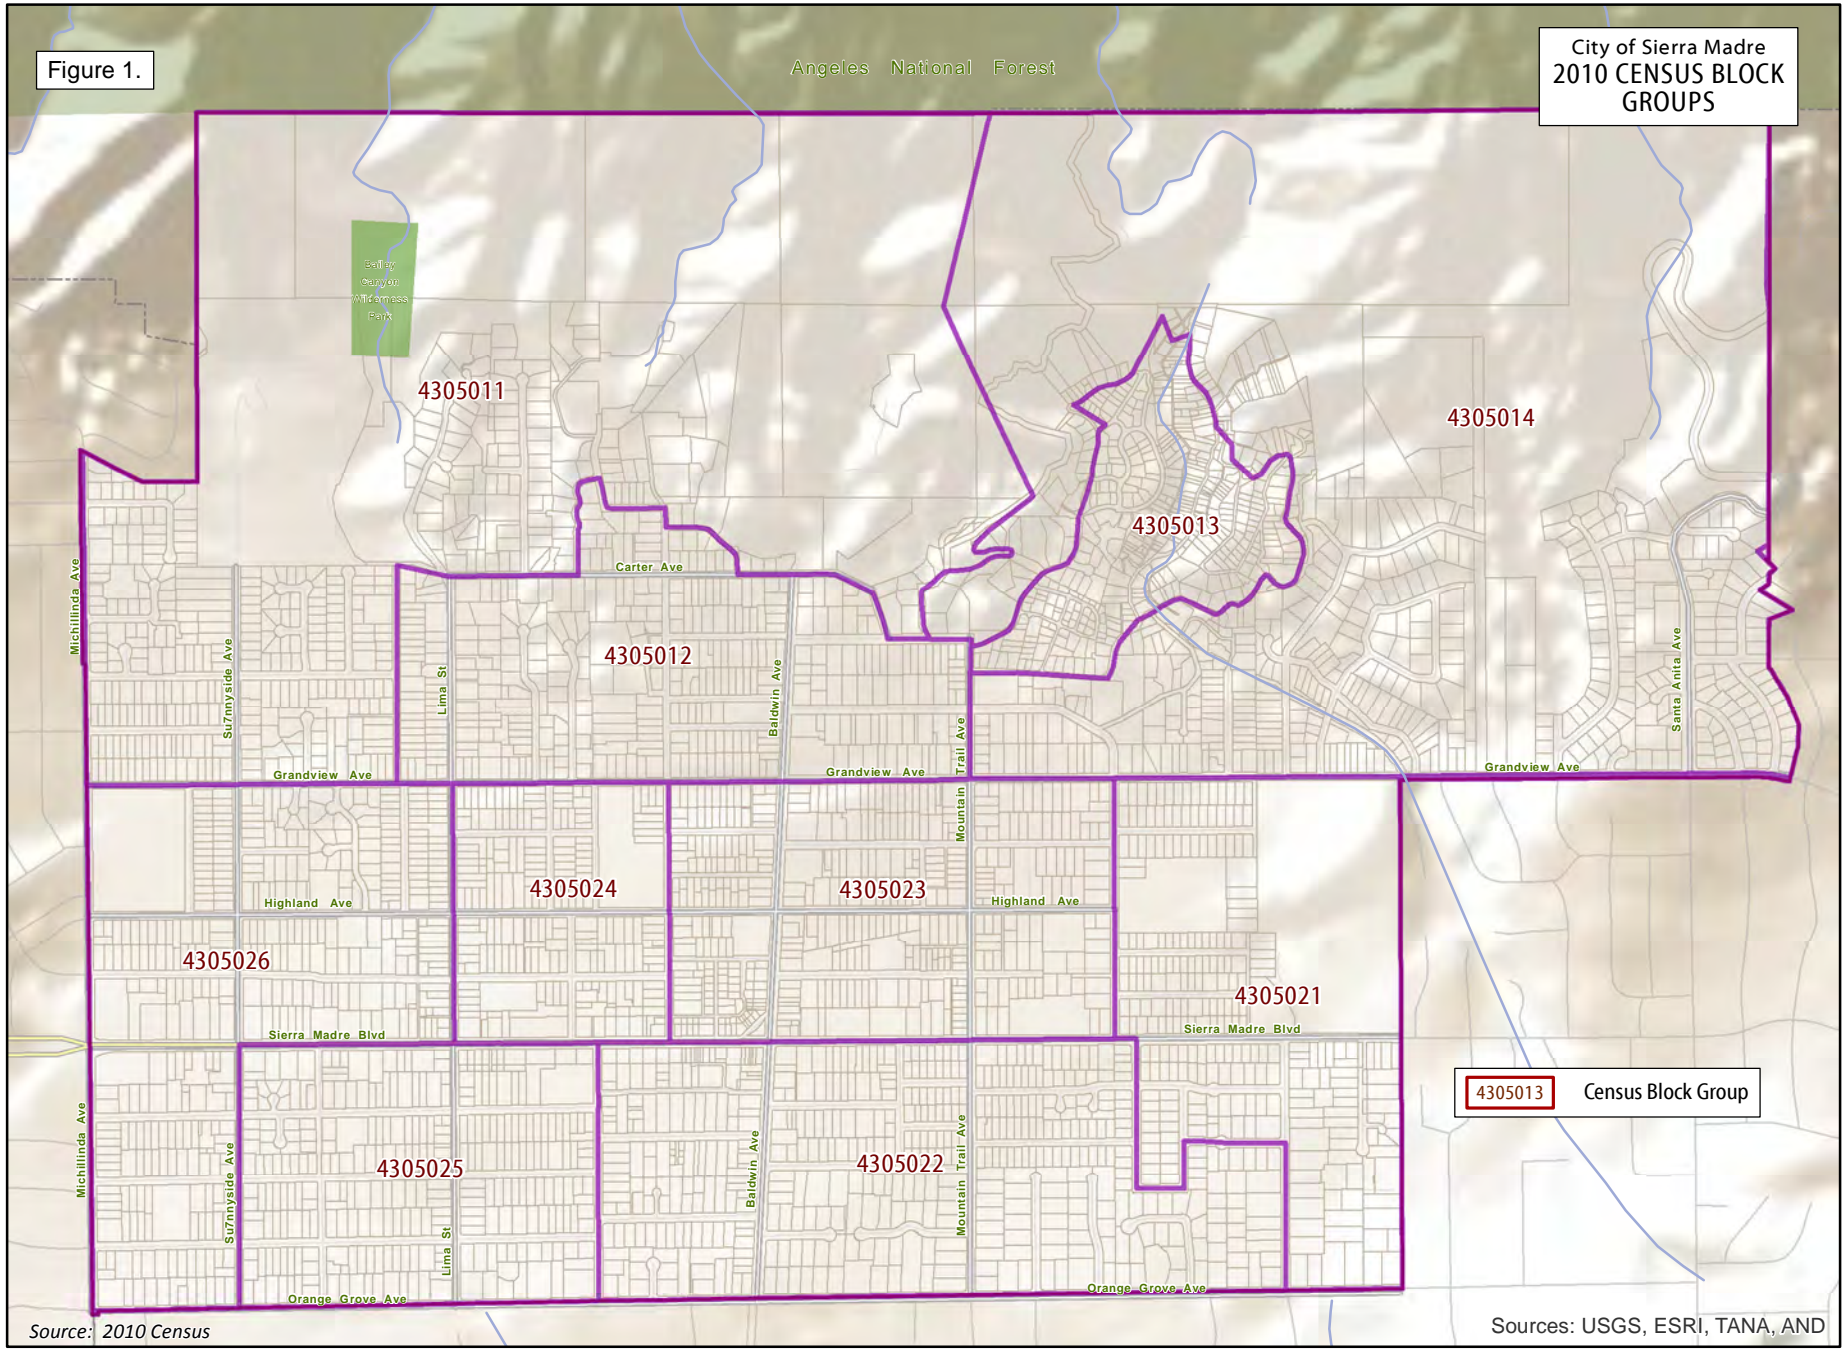 Figure 1.
Angeles National Forest
City of Sierra Madre
2010 CENSUS BLOCK
GROUPS
Bailey
Canyon
Wilderness
Park
4305011
4305014
4305013
Carter Ave
4305012
Michillinda Ave
Su7nnyside Ave
Lima St
Baldwin Ave
Mountain Trail Ave
Santa Anita Ave
Grandview Ave
Grandview Ave
Grandview Ave
4305024
4305023
Highland Ave
Highland Ave
4305026
4305021
Sierra Madre Blvd
Sierra Madre Blvd
4305013 Census Block Group
Michillinda Ave
Su7nnyside Ave
4305025
Lima St
Baldwin Ave
4305022
Mountain Trail Ave
Orange Grove Ave
Orange Grove Ave
Source: 2010 Census
Sources: USGS, ESRI, TANA, AND